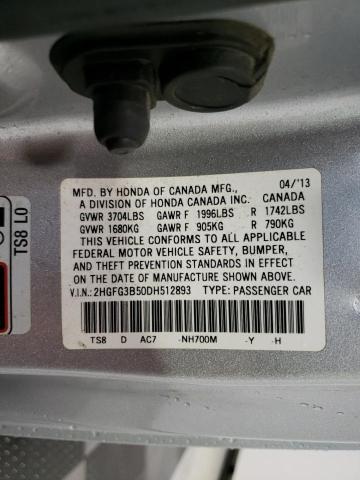 MFD. BY HONDA OF CANADA MFG., 04/'13
A DIVISION OF HONDA CANADA INC. CANADA
GVWR 3704LBS GAWR F 1996LBS R 1742LBS
GVWR 1680KG GAWR F 905KG R 790KG
THIS VEHICLE CONFORMS TO ALL APPLICABLE
FEDERAL MOTOR VEHICLE SAFETY, BUMPER,
AND THEFT PREVENTION STANDARDS IN EFFECT
ON THE DATE OF MANUFACTURE SHOWN ABOVE.
V.I.N.: 2HGFG3B50DH512893 TYPE: PASSENGER CAR
TS8 D AC7 -NH700M -Y H
TS8 L0